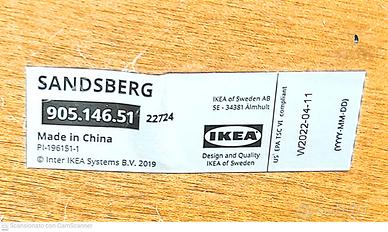 SANDSBERG
905.146.51 22724
Made in China
PI-196151-1
© Inter IKEA Systems B.V. 2019
IKEA of Sweden AB
SE - 34381 Älmhult
IKEA
Design and Quality
IKEA of Sweden
US EPA TSC VI compliant
W2022-04-11
(YYYY-MM-DD)
Scansionato con CamScanner